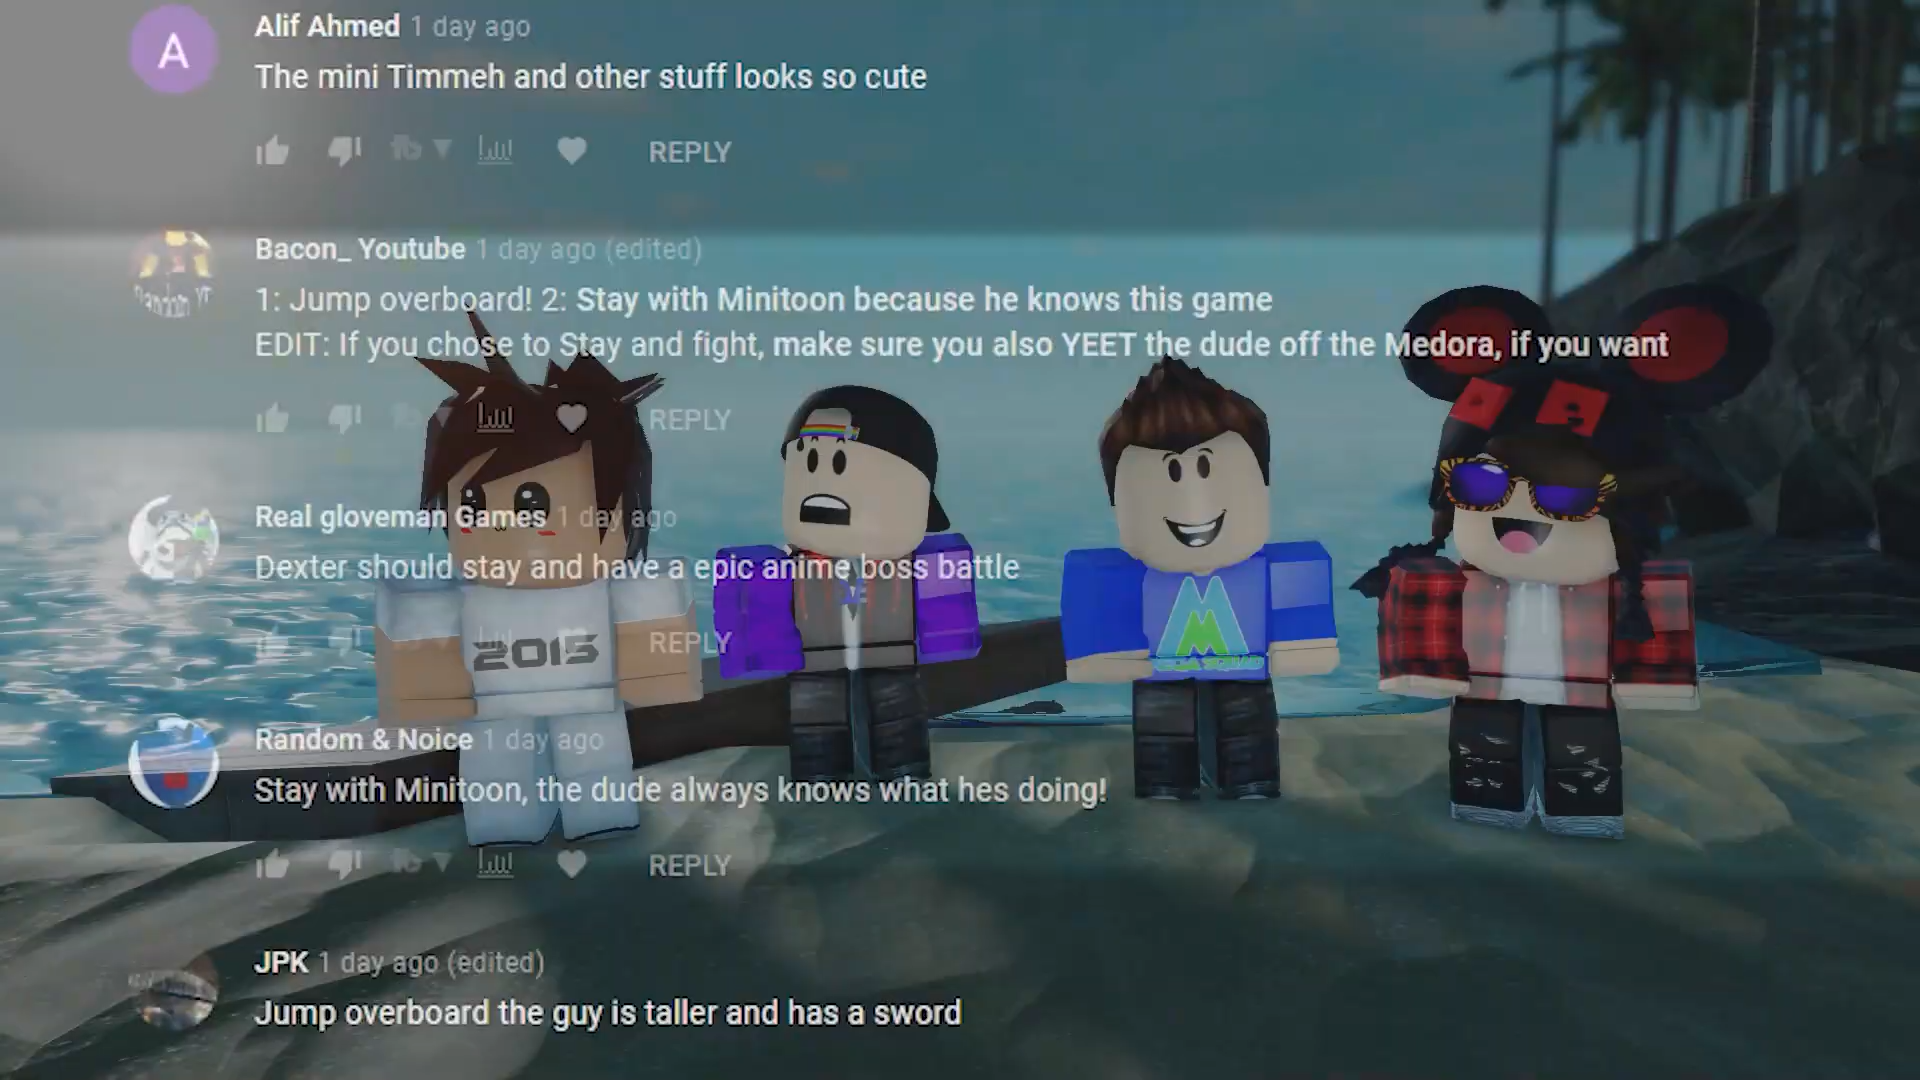 A
Alif Ahmed 1 day ago
The mini Timmeh and other stuff looks so cute
REPLY
Bacon_ Youtube 1 day ago (edited)
1: Jump overboard! 2: Stay with Minitoon because he knows this game
EDIT: If you chose to Stay and fight, make sure you also YEET the dude off the Medora, if you want
REPLY
Real gloveman Games 1 day ago
Dexter should stay and have a epic anime boss battle
REPLY
2015
Random & Noice 1 day ago
Stay with Minitoon, the dude always knows what hes doing!
REPLY
JPK 1 day ago (edited)
Jump overboard the guy is taller and has a sword